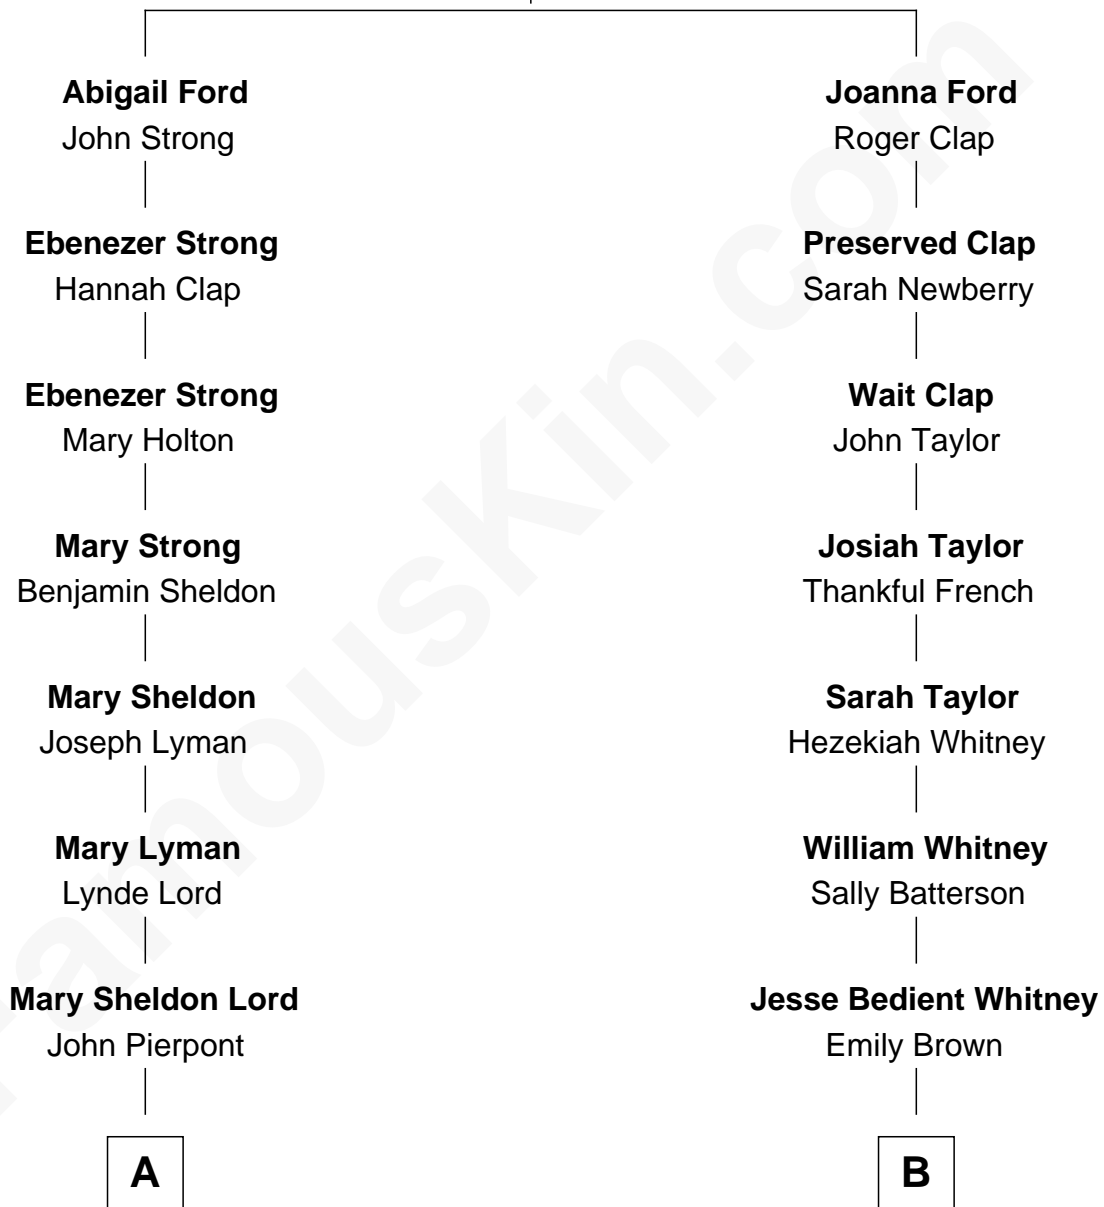 Abigail Ford
John Strong
Ebenezer Strong
Hannah Clap
Ebenezer Strong
Mary Holton
Mary Strong
Benjamin Sheldon
Mary Sheldon
Joseph Lyman
Mary Lyman
Lynde Lord
Mary Sheldon Lord
John Pierpont
A
Joanna Ford
Roger Clap
Preserved Clap
Sarah Newberry
Wait Clap
John Taylor
Josiah Taylor
Thankful French
Sarah Taylor
Hezekiah Whitney
William Whitney
Sally Batterson
Jesse Bedient Whitney
Emily Brown
B
FamousKin.com